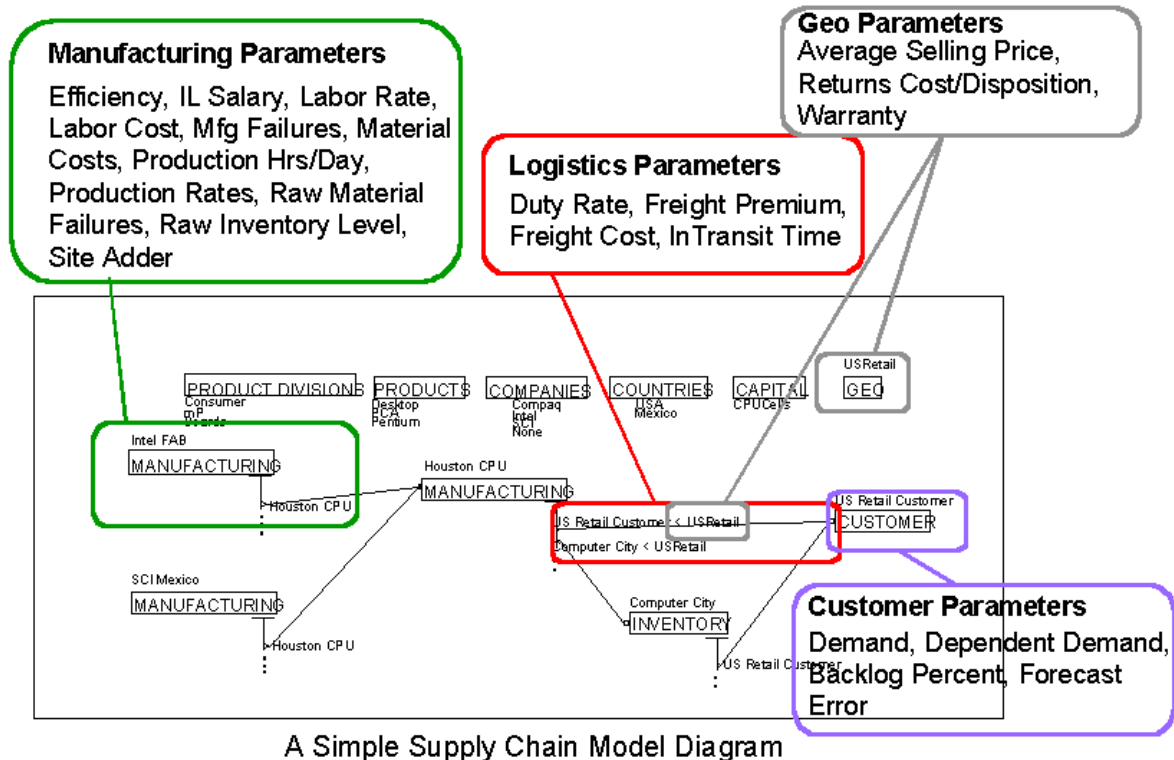 Manufacturing Parameters
Efficiency, IL Salary, Labor Rate,
Labor Cost, Mfg Failures, Material
Costs, Production Hrs/Day,
Production Rates, Raw Material
Failures, Raw Inventory Level,
Site Adder
Geo Parameters
Average Selling Price,
Returns Cost/Disposition,
Warranty
Logistics Parameters
Duty Rate, Freight Premium,
Freight Cost, InTransit Time
USRetail
PRODUCT DIVISIONS
Consumer
mP
Boards
PRODUCTS
Desktop
PCA
Pentium
COMPANIES
Compaq
Intel
SCI
None
COUNTRIES
USA
Mexico
CAPITAL
CPUCells
GEO
Intel FAB
MANUFACTURING
Houston CPU
Houston CPU
MANUFACTURING
US Retail Customer < USRetail
Computer City < USRetail
US Retail Customer
CUSTOMER
SCI Mexico
MANUFACTURING
Houston CPU
Computer City
INVENTORY
US Retail Customer
Customer Parameters
Demand, Dependent Demand,
Backlog Percent, Forecast
Error
A Simple Supply Chain Model Diagram